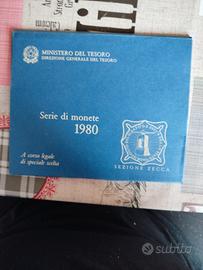 MINISTERO DEL TESORO
DIREZIONE GENERALE DEL TESORO
Serie di monete
1980
A corso legale
di speciale scelta
SEZIONE ZECCA
subito